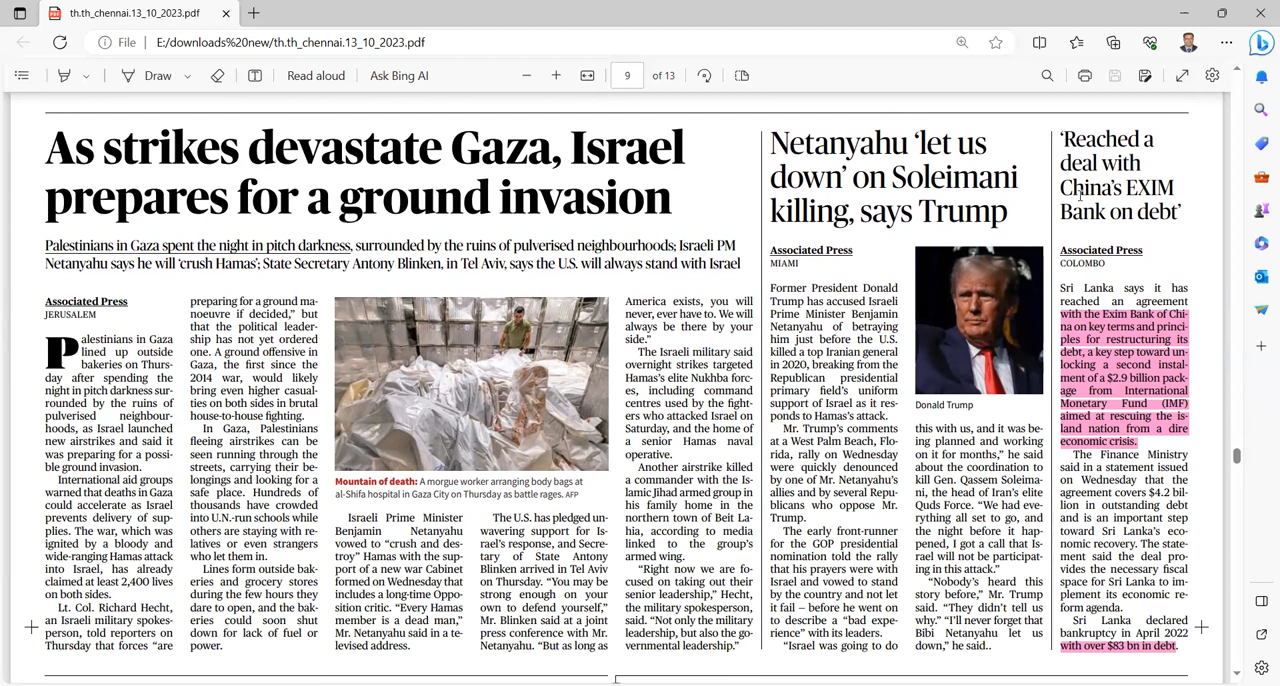 th.th_chennai.13_10_2023.pdf
File
E:/downloads%20new/th.th_chennai.13_10_2023.pdf
Draw
Read aloud
Ask Bing AI
9
of 13
As strikes devastate Gaza, Israel
prepares for a ground invasion
Palestinians in Gaza spent the night in pitch darkness, surrounded by the ruins of pulverised neighbourhoods; Israeli PM
Netanyahu says he will ‘crush Hamas’; State Secretary Antony Blinken, in Tel Aviv, says the U.S. will always stand with Israel
Associated Press
JERUSALEM
Palestinians in Gaza
lined up outside
bakeries on Thurs-
day after spending the
night in pitch darkness sur-
rounded by the ruins of
pulverised neighbour-
hoods, as Israel launched
new airstrikes and said it
was preparing for a possi-
ble ground invasion.
International aid groups
warned that deaths in Gaza
could accelerate as Israel
prevents delivery of sup-
plies. The war, which was
ignited by a bloody and
wide-ranging Hamas attack
into Israel, has already
claimed at least 2,400 lives
on both sides.
Lt. Col. Richard Hecht,
an Israeli military spokes-
person, told reporters on
Thursday that forces “are
preparing for a ground ma-
noeuvre if decided,” but
that the political leader-
ship has not yet ordered
one. A ground offensive in
Gaza, the first since the
2014 war, would likely
bring even higher casual-
ties on both sides in brutal
house-to-house fighting.
In Gaza, Palestinians
fleeing airstrikes can be
seen running through the
streets, carrying their be-
longings and looking for a
safe place. Hundreds of
thousands have crowded
into U.N.-run schools while
others are staying with re-
latives or even strangers
who let them in.
Lines form outside bak-
eries and grocery stores
during the few hours they
dare to open, and the bak-
eries could soon shut
down for lack of fuel or
power.
Mountain of death: A morgue worker arranging body bags at
al-Shifa hospital in Gaza City on Thursday as battle rages. AFP
Israeli Prime Minister
Benjamin Netanyahu
vowed to “crush and des-
troy” Hamas with the sup-
port of a new war Cabinet
formed on Wednesday that
includes a long-time Oppo-
sition critic. “Every Hamas
member is a dead man,”
Mr. Netanyahu said in a te-
levised address.
The U.S. has pledged un-
wavering support for Is-
rael’s response, and Secre-
tary of State Antony
Blinken arrived in Tel Aviv
on Thursday. “You may be
strong enough on your
own to defend yourself,”
Mr. Blinken said at a joint
press conference with Mr.
Netanyahu. “But as long as
America exists, you will
never, ever have to. We will
always be there by your
side.”
The Israeli military said
overnight strikes targeted
Hamas’s elite Nukhba forc-
es, including command
centres used by the fight-
ers who attacked Israel on
Saturday, and the home of
a senior Hamas naval
operative.
Another airstrike killed
a commander with the Is-
lamic Jihad armed group in
his family home in the
northern town of Beit La-
hia, according to media
linked to the group’s
armed wing.
“Right now we are fo-
cused on taking out their
senior leadership,” Hecht,
the military spokesperson,
said. “Not only the military
leadership, but also the go-
vernmental leadership.”
Netanyahu ‘let us
down’ on Soleimani
killing, says Trump
Associated Press
MIAMI
Former President Donald
Trump has accused Israeli
Prime Minister Benjamin
Netanyahu of betraying
him just before the U.S.
killed a top Iranian general
in 2020, breaking from the
Republican presidential
primary field’s uniform
support of Israel as it res-
ponds to Hamas’s attack.
Mr. Trump’s comments
at a West Palm Beach, Flo-
rida, rally on Wednesday
were quickly denounced
by one of Mr. Netanyahu’s
allies and by several Repu-
blicans who oppose Mr.
Trump.
The early front-runner
for the GOP presidential
nomination told the rally
that his prayers were with
Israel and vowed to stand
by the country and not let
it fail – before he went on
to describe a “bad expe-
rience” with its leaders.
“Israel was going to do
Donald Trump
this with us, and it was be-
ing planned and working
on it for months,” he said
about the coordination to
kill Gen. Qassem Soleima-
ni, the head of Iran’s elite
Quds Force. “We had eve-
rything all set to go, and
the night before it hap-
pened, I got a call that Is-
rael will not be participat-
ing in this attack.”
“Nobody’s heard this
story before,” Mr. Trump
said. “They didn’t tell us
why.” “I’ll never forget that
Bibi Netanyahu let us
down,” he said..
‘Reached a
deal with
China’s EXIM
Bank on debt’
Associated Press
COLOMBO
Sri Lanka says it has
reached an agreement
with the Exim Bank of Chi-
na on key terms and princi-
ples for restructuring its
debt, a key step toward un-
locking a second instal-
ment of a $2.9 billion pack-
age from International
Monetary Fund (IMF)
aimed at rescuing the is-
land nation from a dire
economic crisis.
The Finance Ministry
said in a statement issued
on Wednesday that the
agreement covers $4.2 bil-
lion in outstanding debt
and is an important step
toward Sri Lanka’s eco-
nomic recovery. The state-
ment said the deal pro-
vides the necessary fiscal
space for Sri Lanka to im-
plement its economic re-
form agenda.
Sri Lanka declared
bankruptcy in April 2022
with over $83 bn in debt.